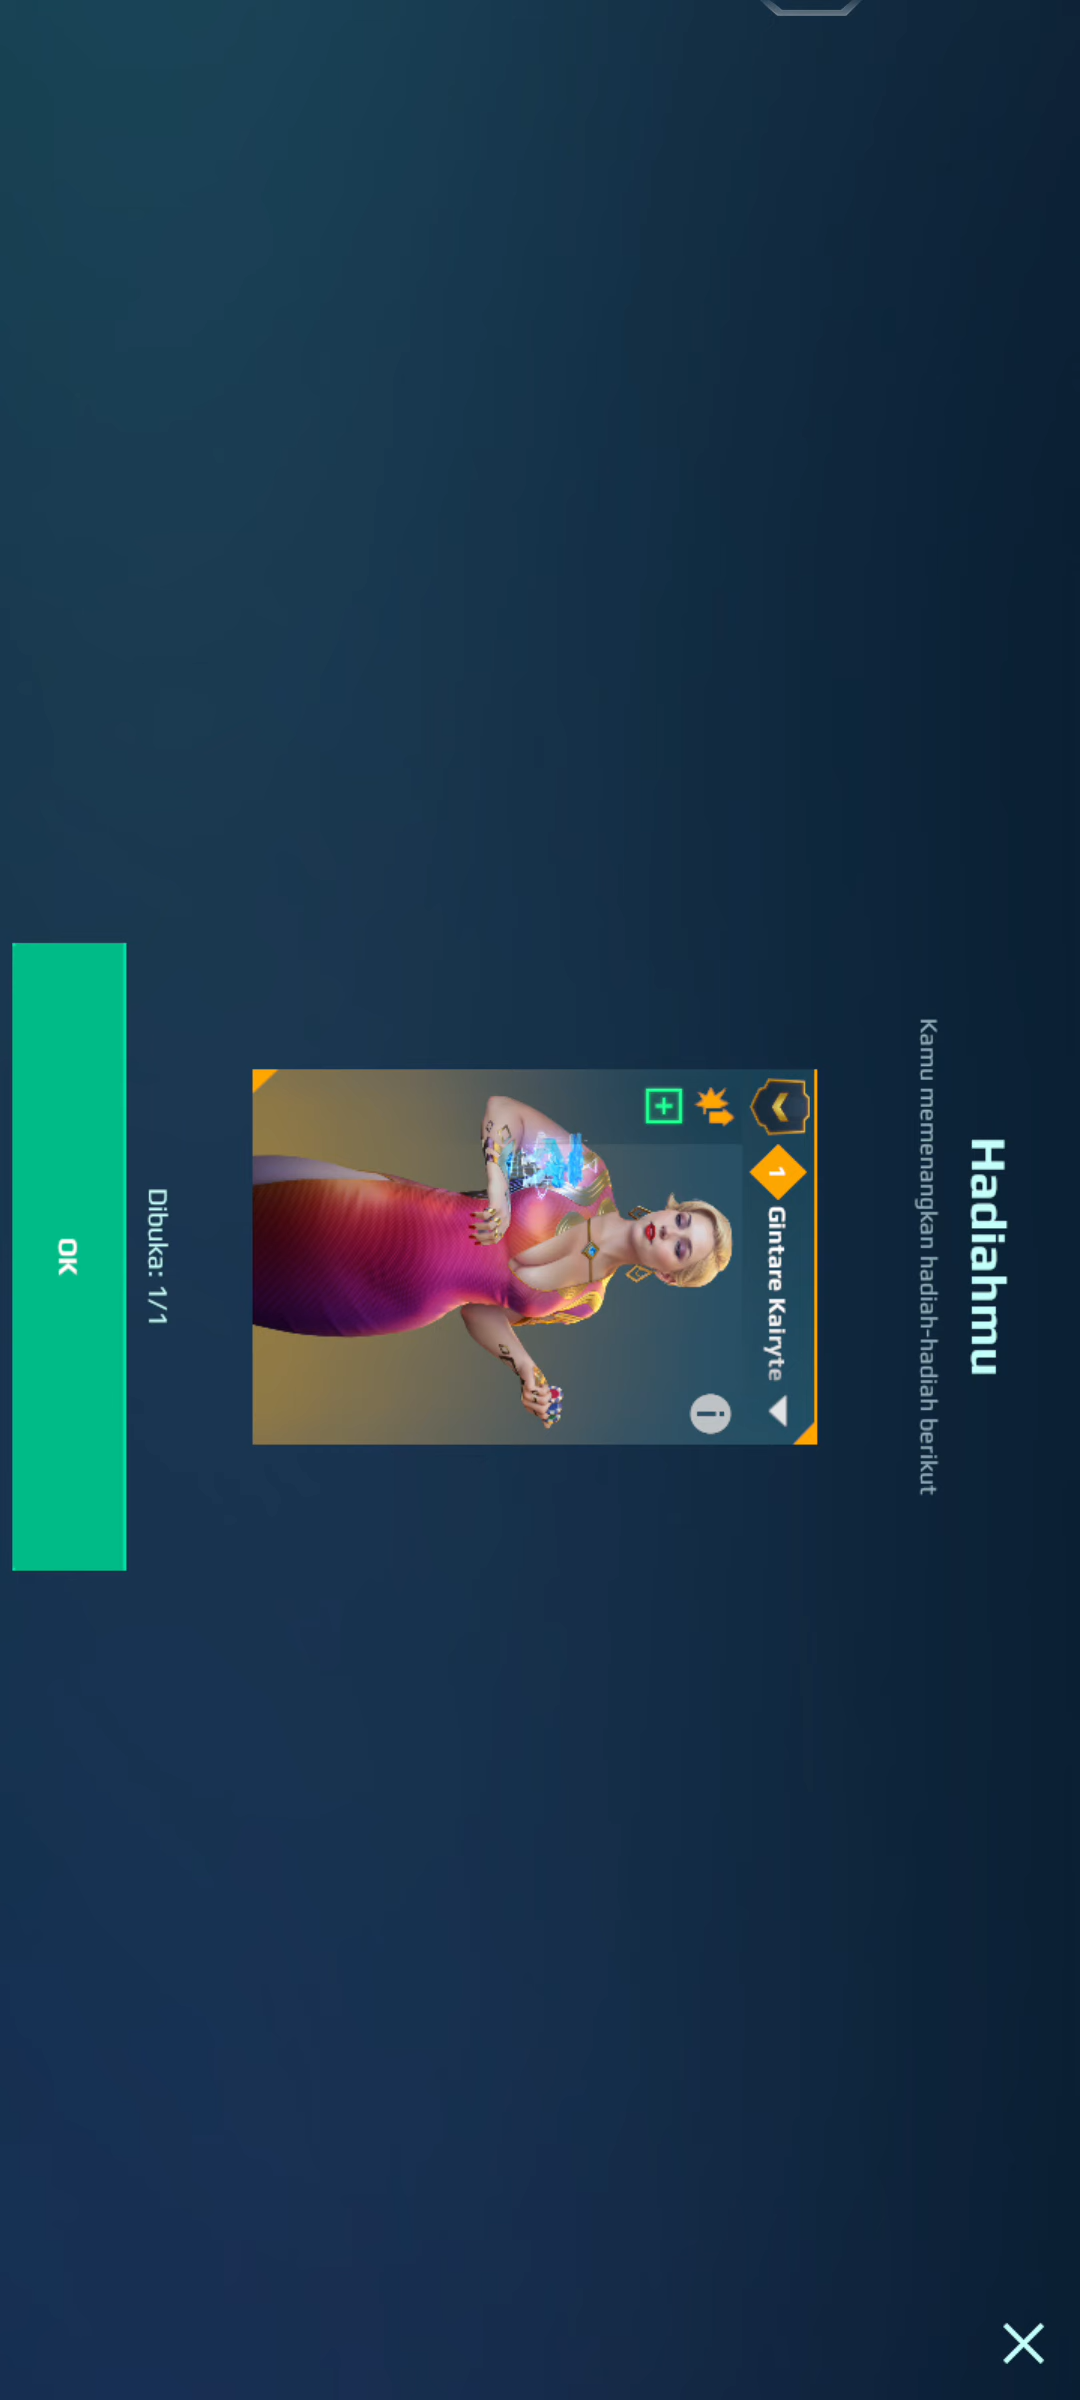 Hadiahmu
Kamu memenangkan hadiah-hadiah berikut
1 Gintare Kairyte
Dibuka: 1/1
OK